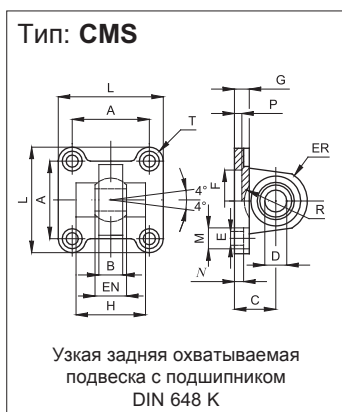 Тип: CMS
L
A
T
4°
4°
L
A
B
EN
H
G
P
ER
F
R
M
E
D
N
C
Узкая задняя охватываемая
подвеска с подшипником
DIN 648 K